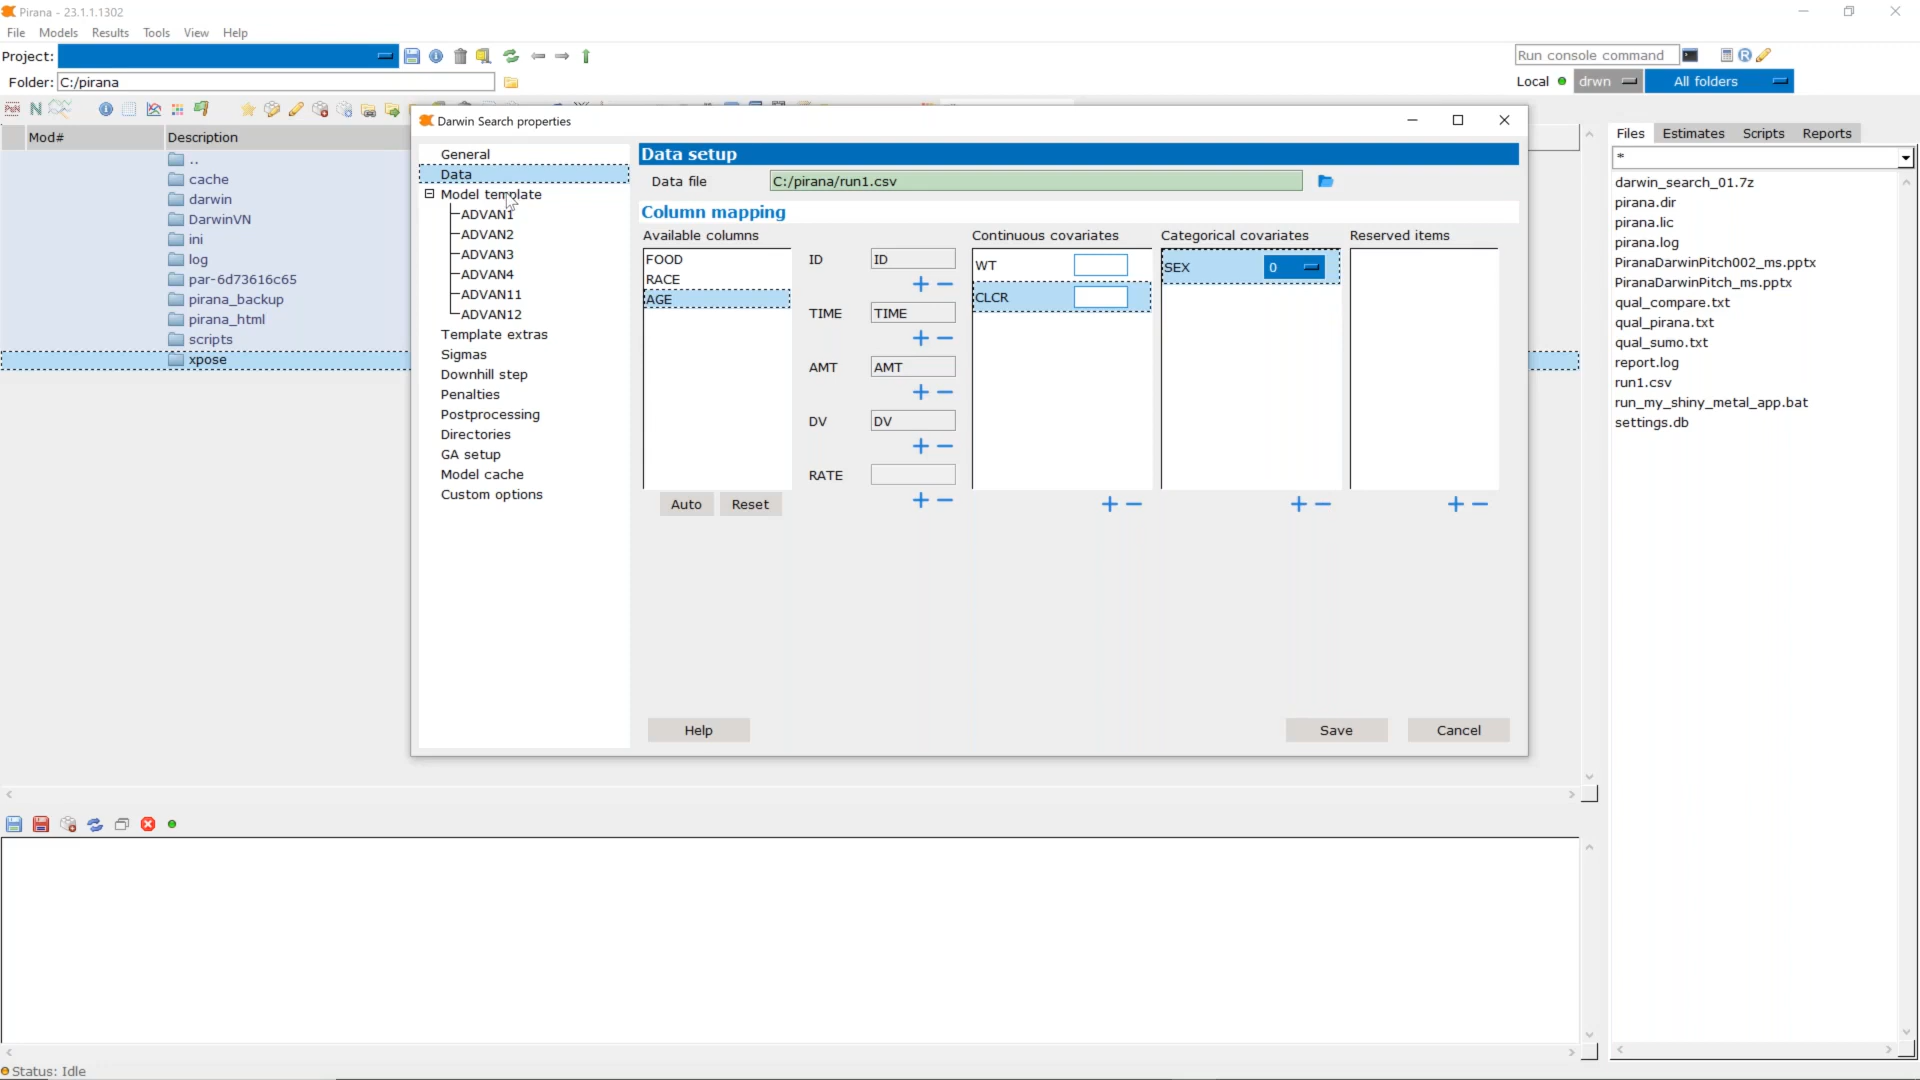 Pirana - 23.1.1.1302
File Models Results Tools View Help
Project:
Run console command
Folder: C:/pirana
Local drwn All folders
Mod# Description
..
cache
darwin
DarwinVN
ini
log
par-6d73616c65
pirana_backup
pirana_html
scripts
xpose
Darwin Search properties
General
Data
Model template
ADVAN1
ADVAN2
ADVAN3
ADVAN4
ADVAN11
ADVAN12
Template extras
Sigmas
Downhill step
Penalties
Postprocessing
Directories
GA setup
Model cache
Custom options
Data setup
Data file C:/pirana/run1.csv
Column mapping
Available columns Continuous covariates Categorical covariates Reserved items
FOOD
RACE
AGE
Auto Reset
ID ID
TIME TIME
AMT AMT
DV DV
RATE
WT
CLCR
SEX 0
Help Save Cancel
Files Estimates Scripts Reports
*
darwin_search_01.7z
pirana.dir
pirana.lic
pirana.log
PiranaDarwinPitch002_ms.pptx
PiranaDarwinPitch_ms.pptx
qual_compare.txt
qual_pirana.txt
qual_sumo.txt
report.log
run1.csv
run_my_shiny_metal_app.bat
settings.db
Status: Idle